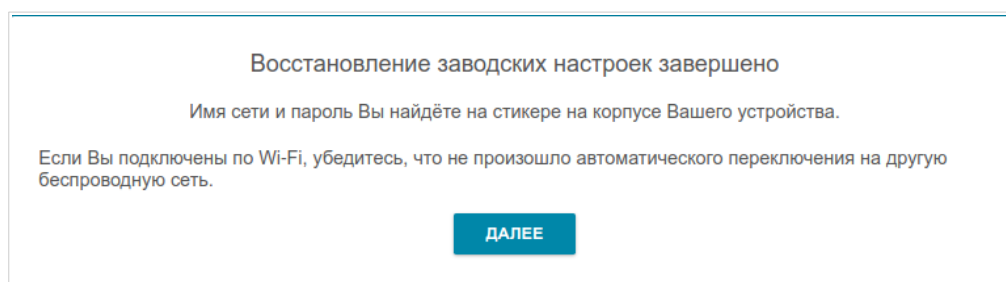 Восстановление заводских настроек завершено
Имя сети и пароль Вы найдёте на стикере на корпусе Вашего устройства.
Если Вы подключены по Wi-Fi, убедитесь, что не произошло автоматического переключения на другую
беспроводную сеть.
ДАЛЕЕ